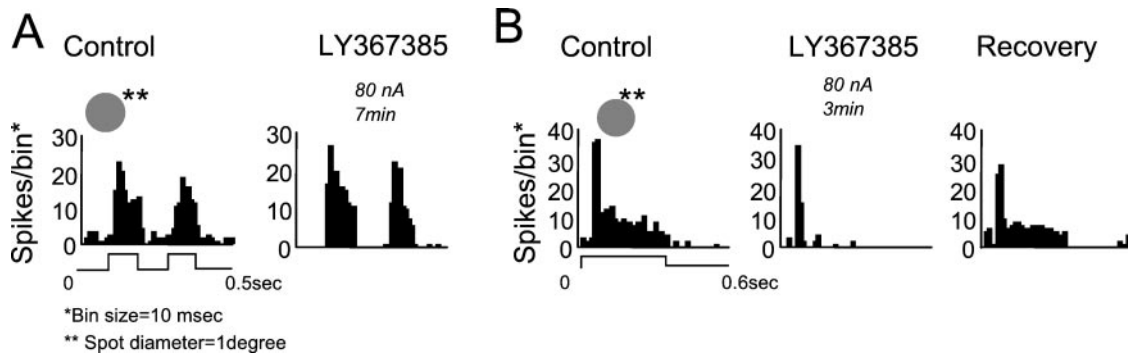 A
Control
LY367385
80 nA
7min
**
Spikes/bin*
30
20
10
0
30
20
10
0
0
0.5sec
*Bin size=10 msec
** Spot diameter=1degree
B
Control
LY367385
Recovery
80 nA
3min
**
Spikes/bin*
40
30
20
10
0
40
30
20
10
0
40
30
20
10
0
0
0.6sec